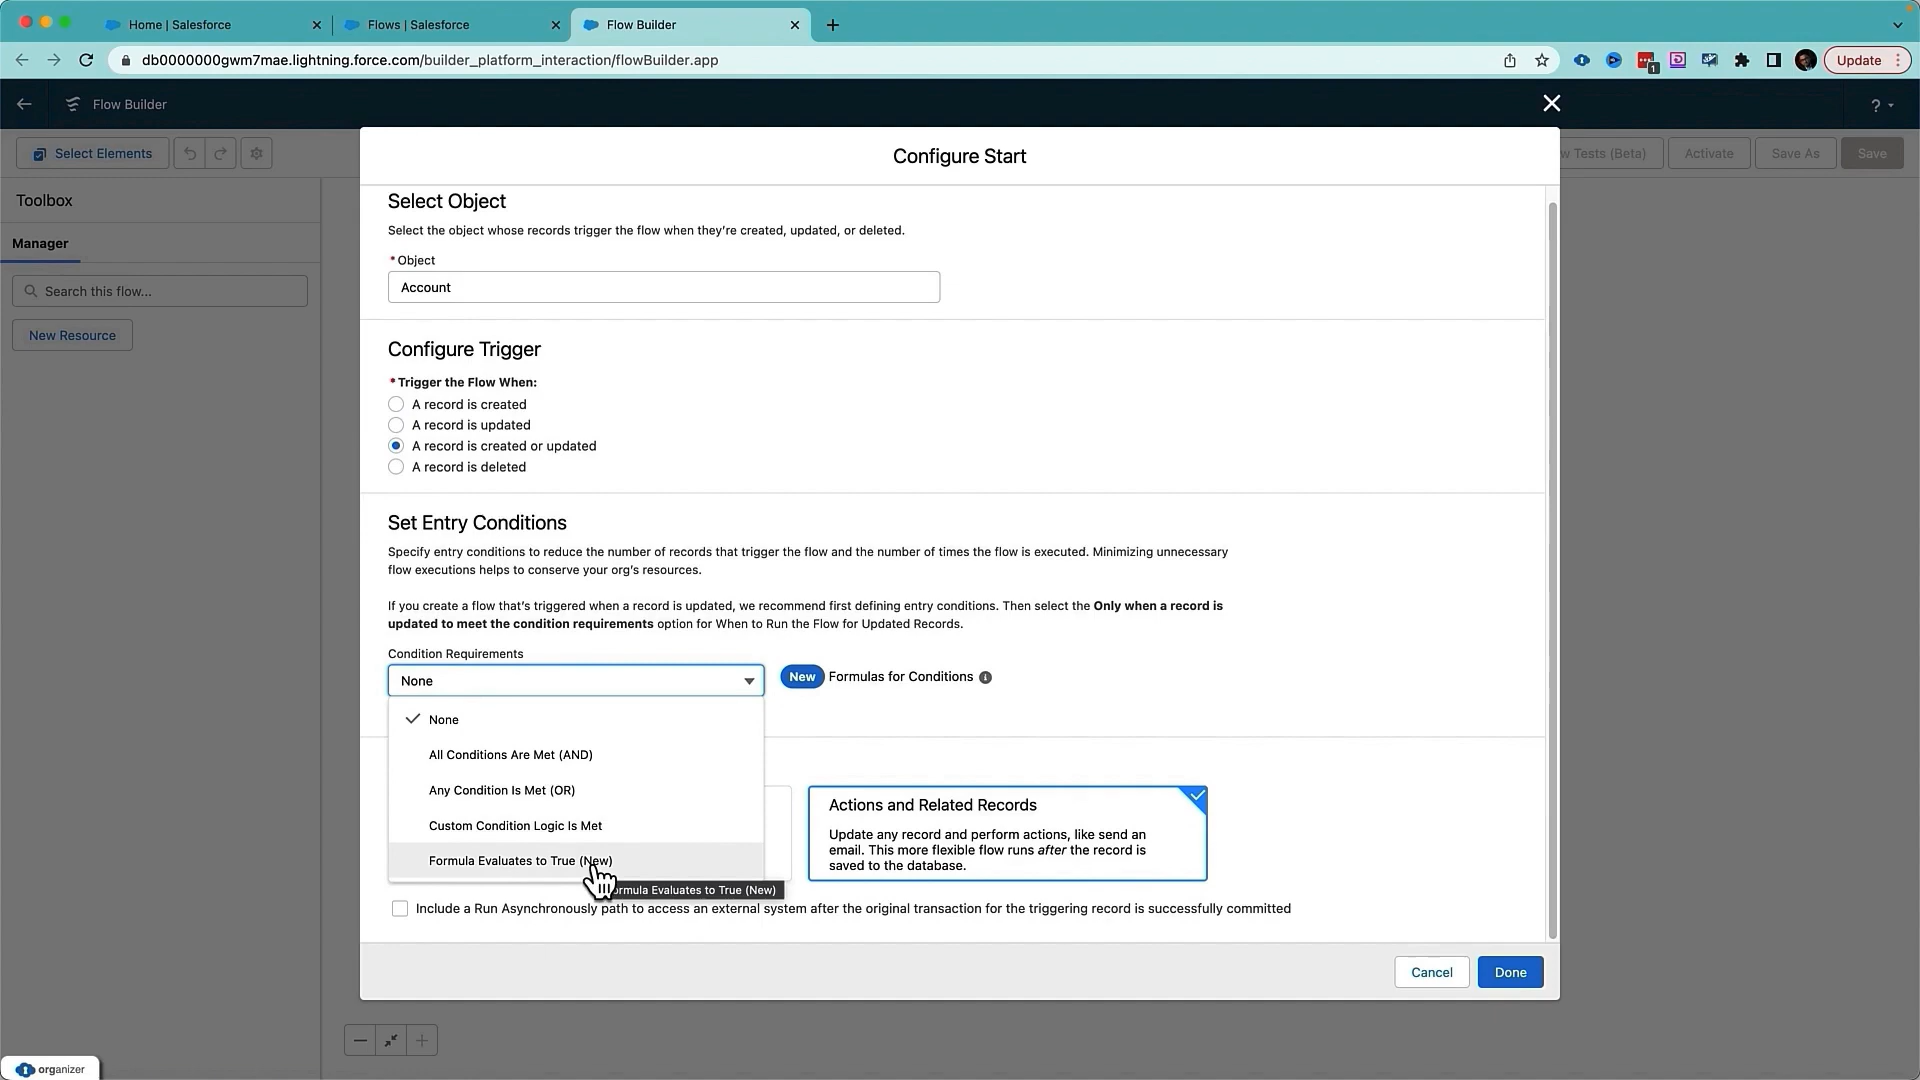 Home | Salesforce
Flows | Salesforce
Flow Builder
db0000000gwm7mae.lightning.force.com/builder_platform_interaction/flowBuilder.app
1
Update
Flow Builder
?
Select Elements
Configure Start
w Tests (Beta)
Activate
Save As
Save
Toolbox
Manager
Search this flow...
New Resource
Select Object
Select the object whose records trigger the flow when they're created, updated, or deleted.
* Object
Account
Configure Trigger
* Trigger the Flow When:
A record is created
A record is updated
A record is created or updated
A record is deleted
Set Entry Conditions
Specify entry conditions to reduce the number of records that trigger the flow and the number of times the flow is executed. Minimizing unnecessary
flow executions helps to conserve your org's resources.
If you create a flow that's triggered when a record is updated, we recommend first defining entry conditions. Then select the Only when a record is
updated to meet the condition requirements option for When to Run the Flow for Updated Records.
Condition Requirements
None
New Formulas for Conditions
None
All Conditions Are Met (AND)
Any Condition Is Met (OR)
Custom Condition Logic Is Met
Formula Evaluates to True (New)
ormula Evaluates to True (New)
Actions and Related Records
Update any record and perform actions, like send an
email. This more flexible flow runs after the record is
saved to the database.
Include a Run Asynchronously path to access an external system after the original transaction for the triggering record is successfully committed
Cancel
Done
organizer